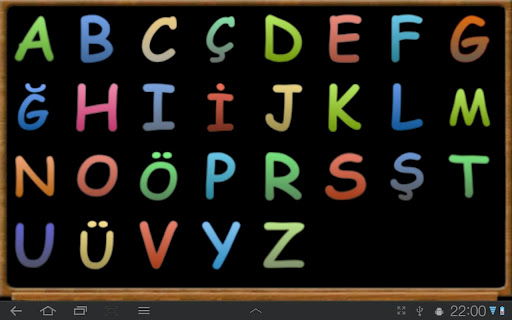 A B C Ç D E F G
Ğ H I İ J K L M
N O Ö P R S Ş T
U Ü V Y Z
22:00